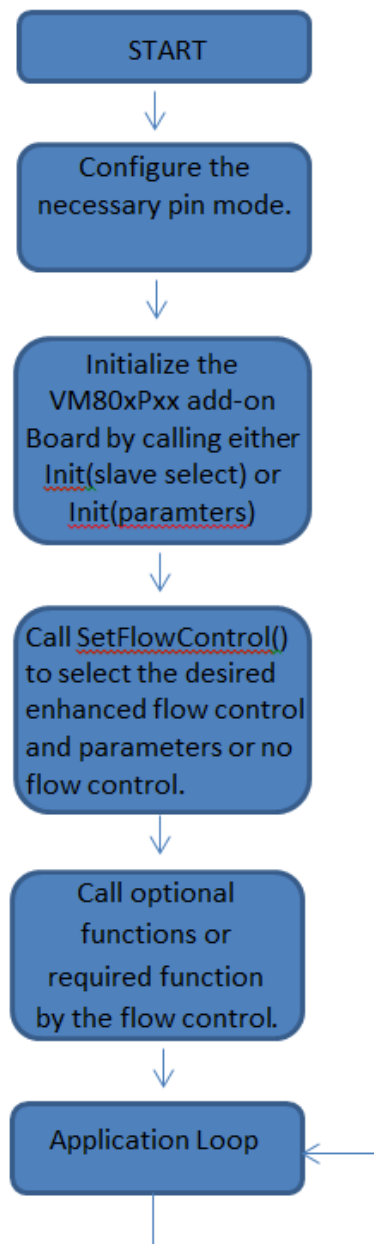 START
Configure the
necessary pin mode.
Initialize the
VM80xPxx add-on
Board by calling either
Init(slave select) or
Init(paramters)
Call SetFlowControl()
to select the desired
enhanced flow control
and parameters or no
flow control.
Call optional
functions or
required function
by the flow control.
Application Loop